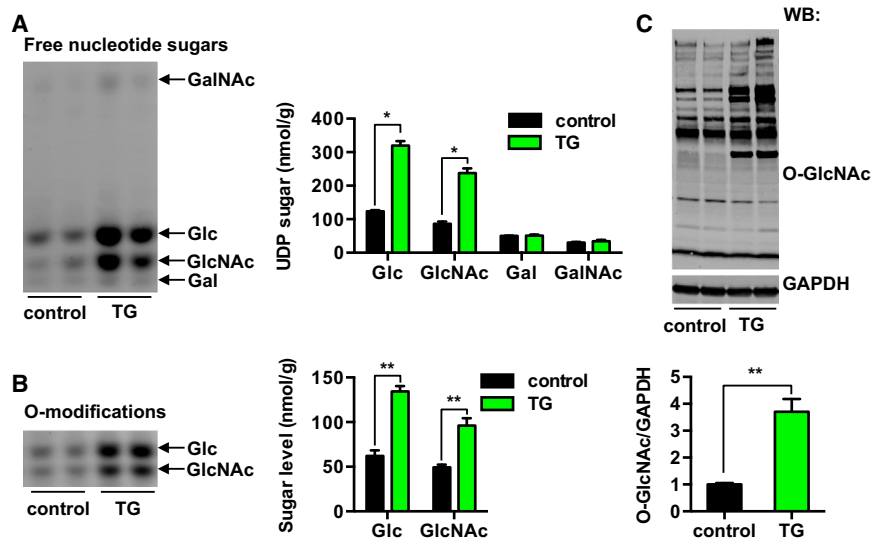 A
Free nucleotide sugars
GalNAc
Glc
GlcNAc
Gal
control TG
UDP sugar (nmol/g)
400
300
200
100
0
* *
control
TG
Glc GlcNAc Gal GalNAc
B
O-modifications
Glc
GlcNAc
control TG
Sugar level (nmol/g)
150
100
50
0
** **
control
TG
Glc GlcNAc
C
WB:
O-GlcNAc
GAPDH
control TG
O-GlcNAc/GAPDH
5
4
3
2
1
0
**
control TG